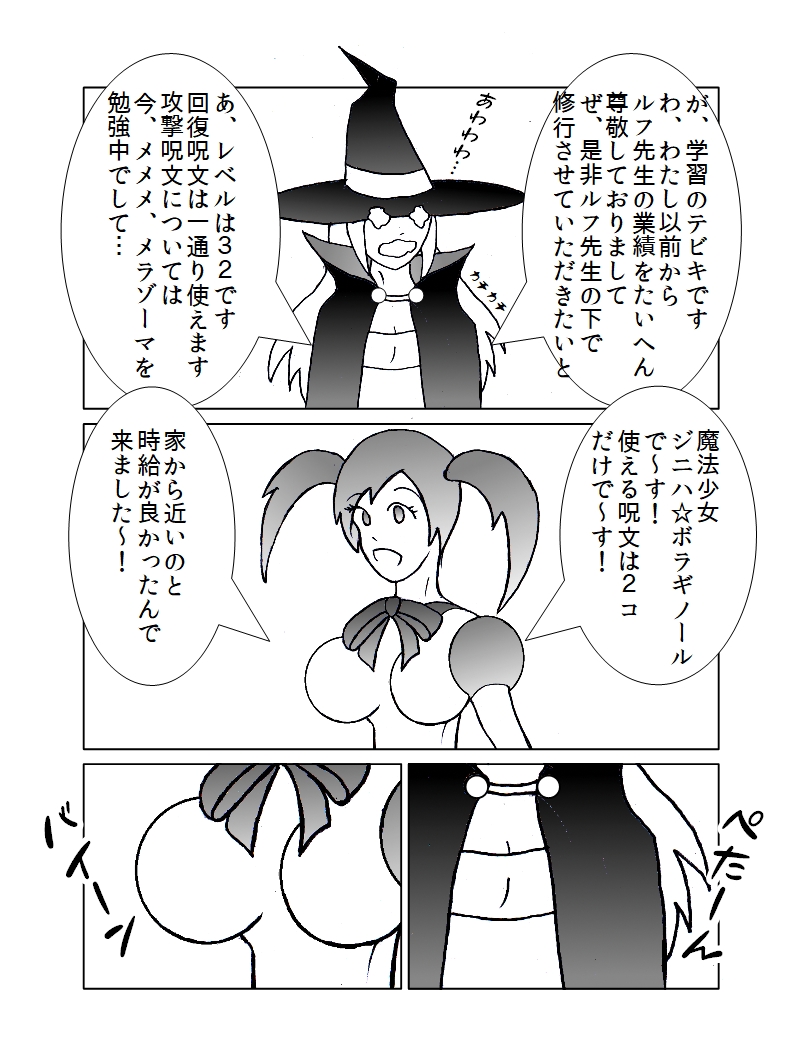 が、学習のテビキです
わ、わたし以前から
ルフ先生の業績をたいへん
尊敬しておりまして
ぜ、是非ルフ先生の下で
修行させていただきたいと
あわわわ…
カチカチ
あ、レベルは３２です
回復呪文は一通り使えます
攻撃呪文については
今、メメメ、メラゾーマを
勉強中でして…
魔法少女
ジニハ☆ボラギノール
で～す！
使える呪文は２コ
だけで～す！
家から近いのと
時給が良かったんで
来ました～！
ぺたーん
バイーン